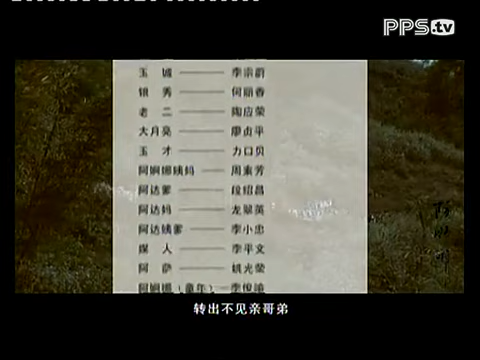 PPS.tv
玉 城 —— 李宗蔚
银 秀 —— 何丽香
老 二 —— 陶应荣
大月亮 —— 廖贞平
玉 才 —— 力口贝
阿娴娜姨妈 —— 周素芳
阿达爹 —— 段绍昌
阿达妈 —— 龙翠英
阿达姨爹 —— 李小忠
媒 人 —— 李平文
阿 萨 —— 姚光荣
转出不见亲哥弟